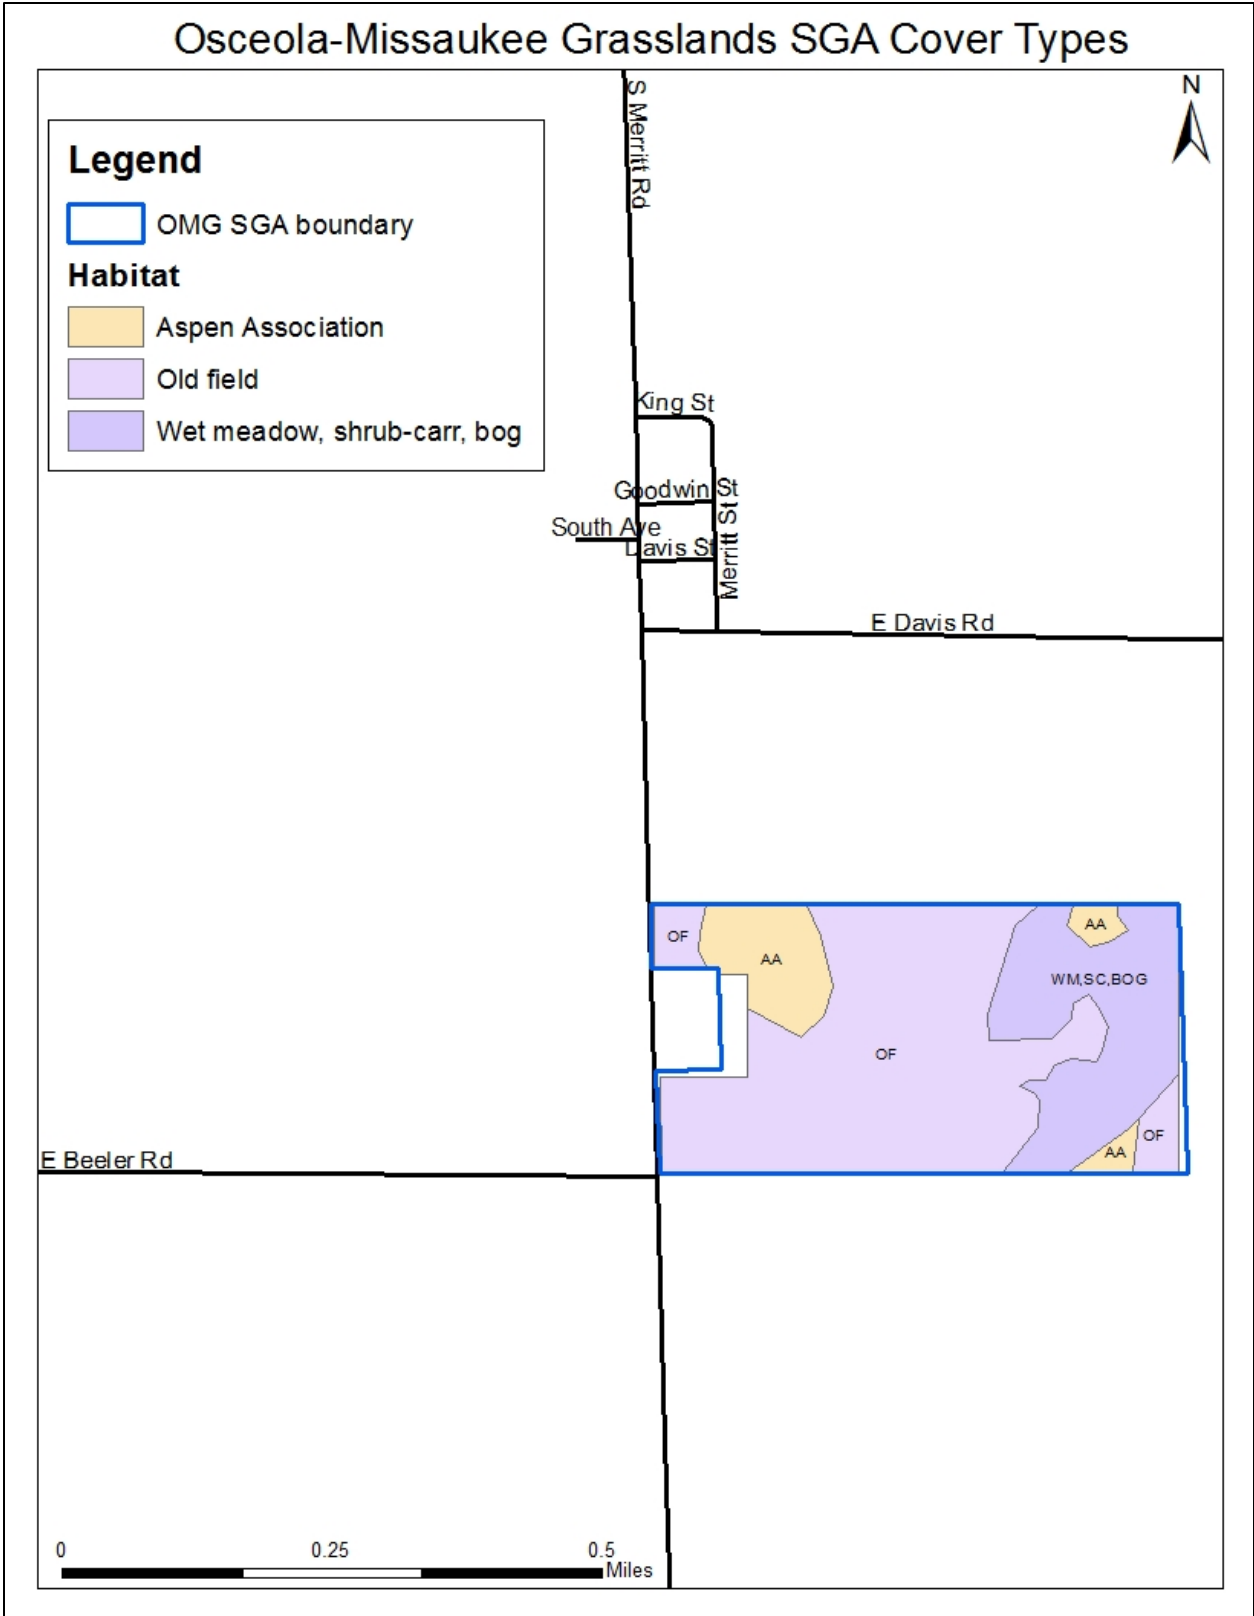 Osceola-Missaukee Grasslands SGA Cover Types
N
S Merritt Rd
Legend
OMG SGA boundary
Habitat
Aspen Association
Old field
Wet meadow, shrub-carr, bog
King St
Goodwin St
South Ave
Davis St
Merritt St
E Davis Rd
OF
AA
AA
WM,SC,BOG
OF
OF
AA
E Beeler Rd
0 0.25 0.5
Miles